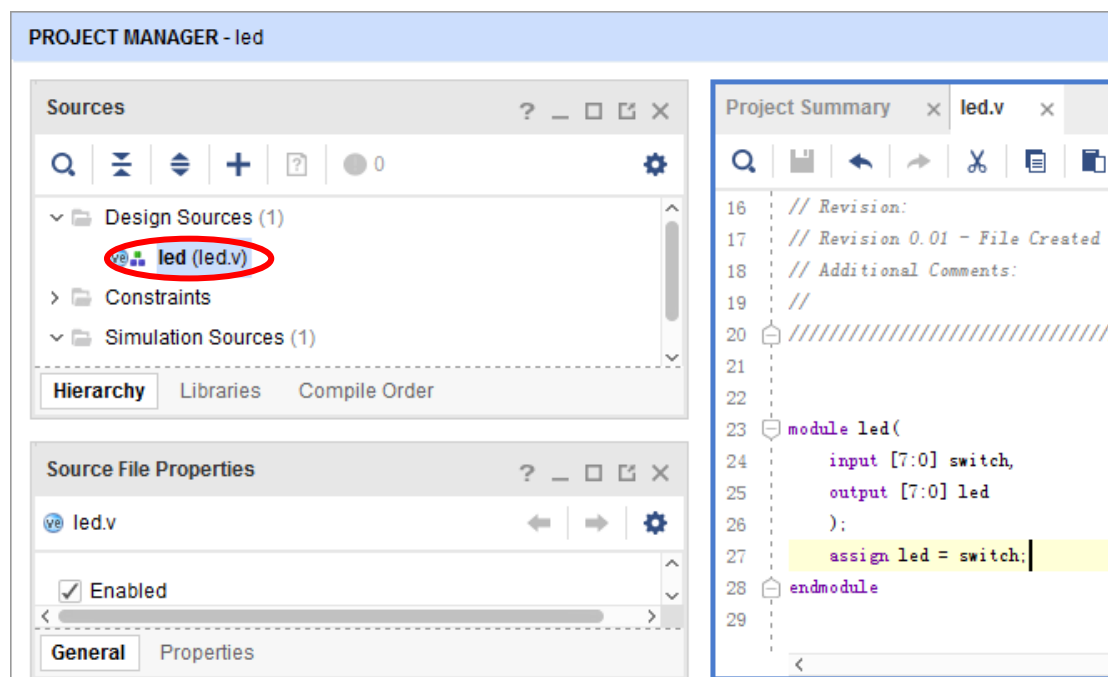 PROJECT MANAGER - led
Sources
? _
0
Design Sources (1)
led (led.v)
Constraints
Simulation Sources (1)
Hierarchy Libraries Compile Order
Source File Properties
?
led.v
Enabled
General Properties
Project Summary led.v
16 // Revision:
17 // Revision 0.01 - File Created
18 // Additional Comments:
19 //
20 ////////////////////////////////
21
22
23 module led(
24 input [7:0] switch,
25 output [7:0] led
26 );
27 assign led = switch;
28 endmodule
29